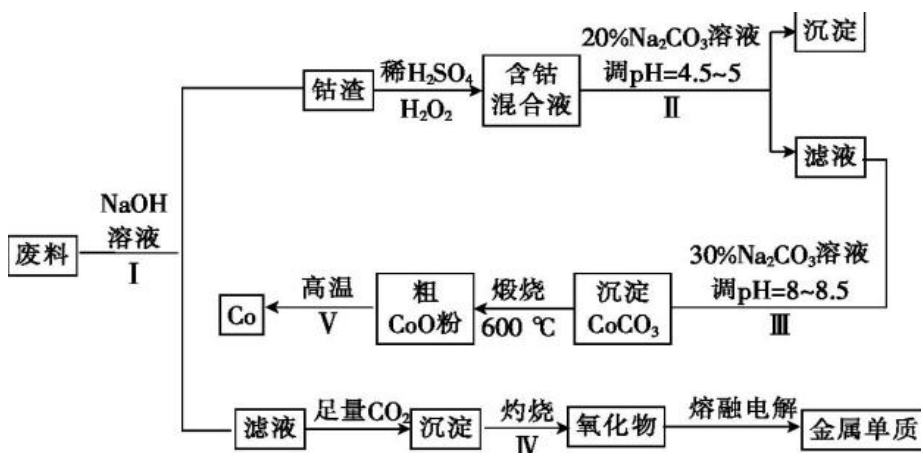 20%Na₂CO₃溶液
沉淀
稀H₂SO₄
钴渣
含钴
混合液
调pH=4.5~5
H₂O₂
Ⅱ
滤液
NaOH
溶液
废料
Ⅰ
30%Na₂CO₃溶液
高温
粗
煅烧
沉淀
调pH=8~8.5
Co
CoO粉
CoCO₃
Ⅴ
600 ℃
Ⅲ
足量CO₂
灼烧
熔融电解
滤液
沉淀
氧化物
金属单质
Ⅳ